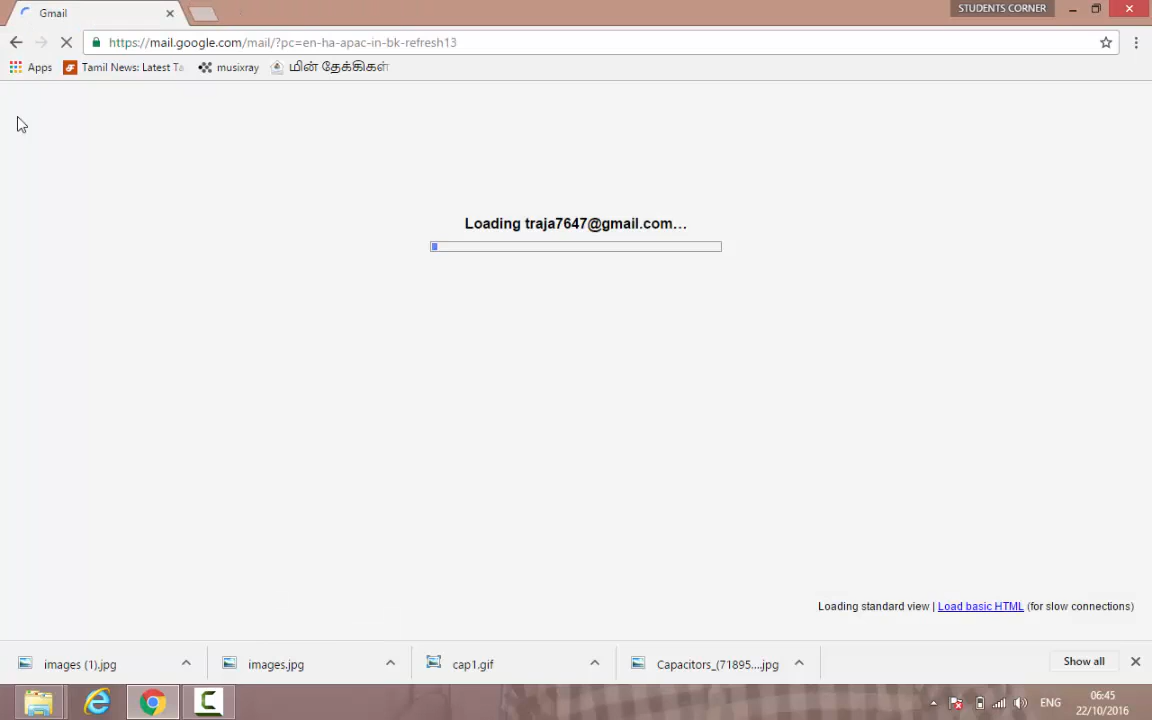 Gmail
STUDENTS CORNER
https://mail.google.com/mail/?pc=en-ha-apac-in-bk-refresh13
Apps Tamil News: Latest Ta musixray மின் தேக்கிகள்
Loading traja7647@gmail.com...
Loading standard view | Load basic HTML (for slow connections)
images (1).jpg images.jpg cap1.gif Capacitors_(71895....jpg Show all
ENG 06:45
22/10/2016